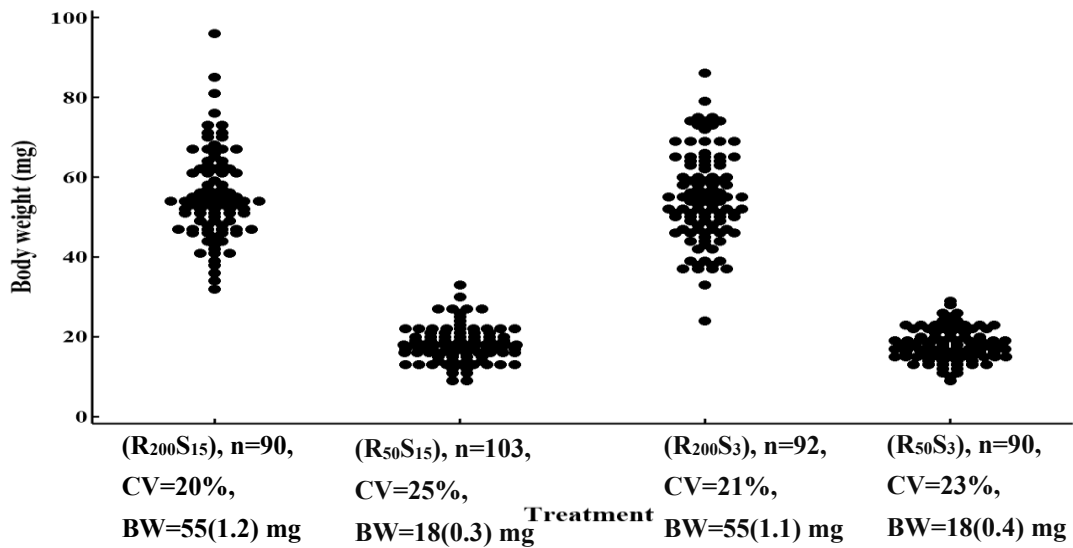 100
80
60
40
20
0
Body weight (mg)
(R₂₀₀S₁₅), n=90,
CV=20%,
BW=55(1.2) mg
(R₅₀S₁₅), n=103,
CV=25%,
BW=18(0.3) mg
(R₂₀₀S₃), n=92,
CV=21%,
BW=55(1.1) mg
(R₅₀S₃), n=90,
CV=23%,
BW=18(0.4) mg
Treatment